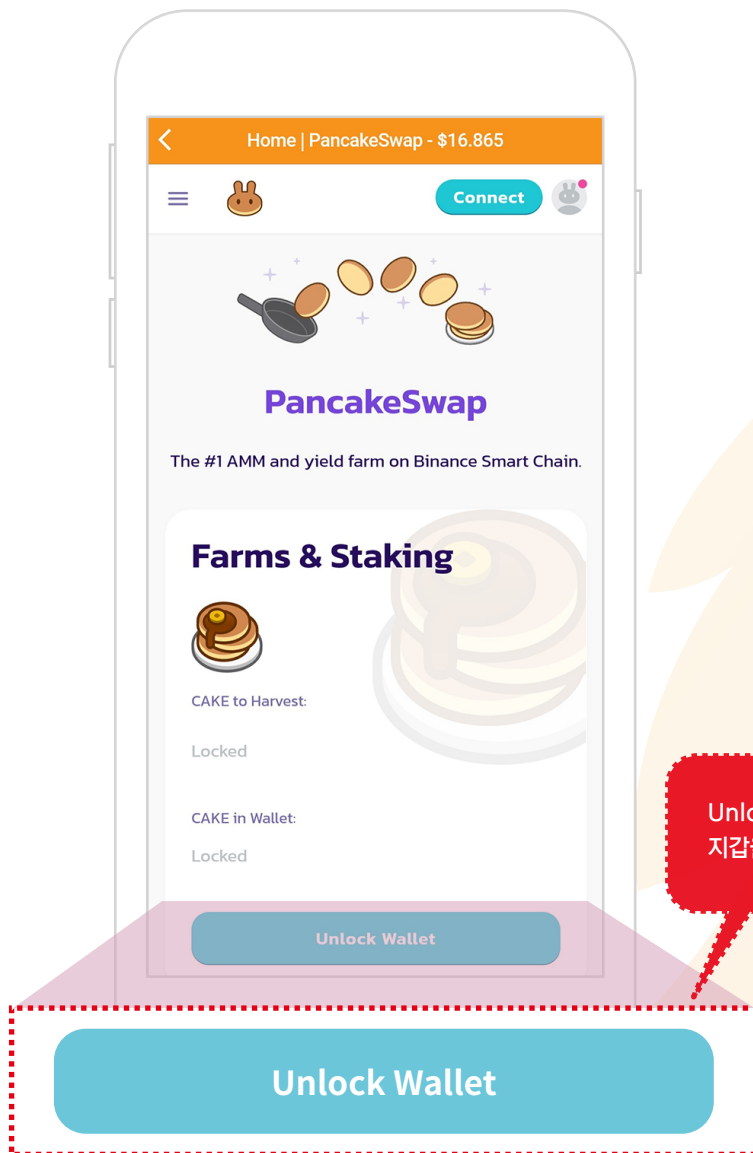 Home | PancakeSwap - $16.865
Connect
PancakeSwap
The #1 AMM and yield farm on Binance Smart Chain.
Farms & Staking
CAKE to Harvest:
Locked
CAKE in Wallet:
Locked
Unlock Wallet
Unlock Wallet